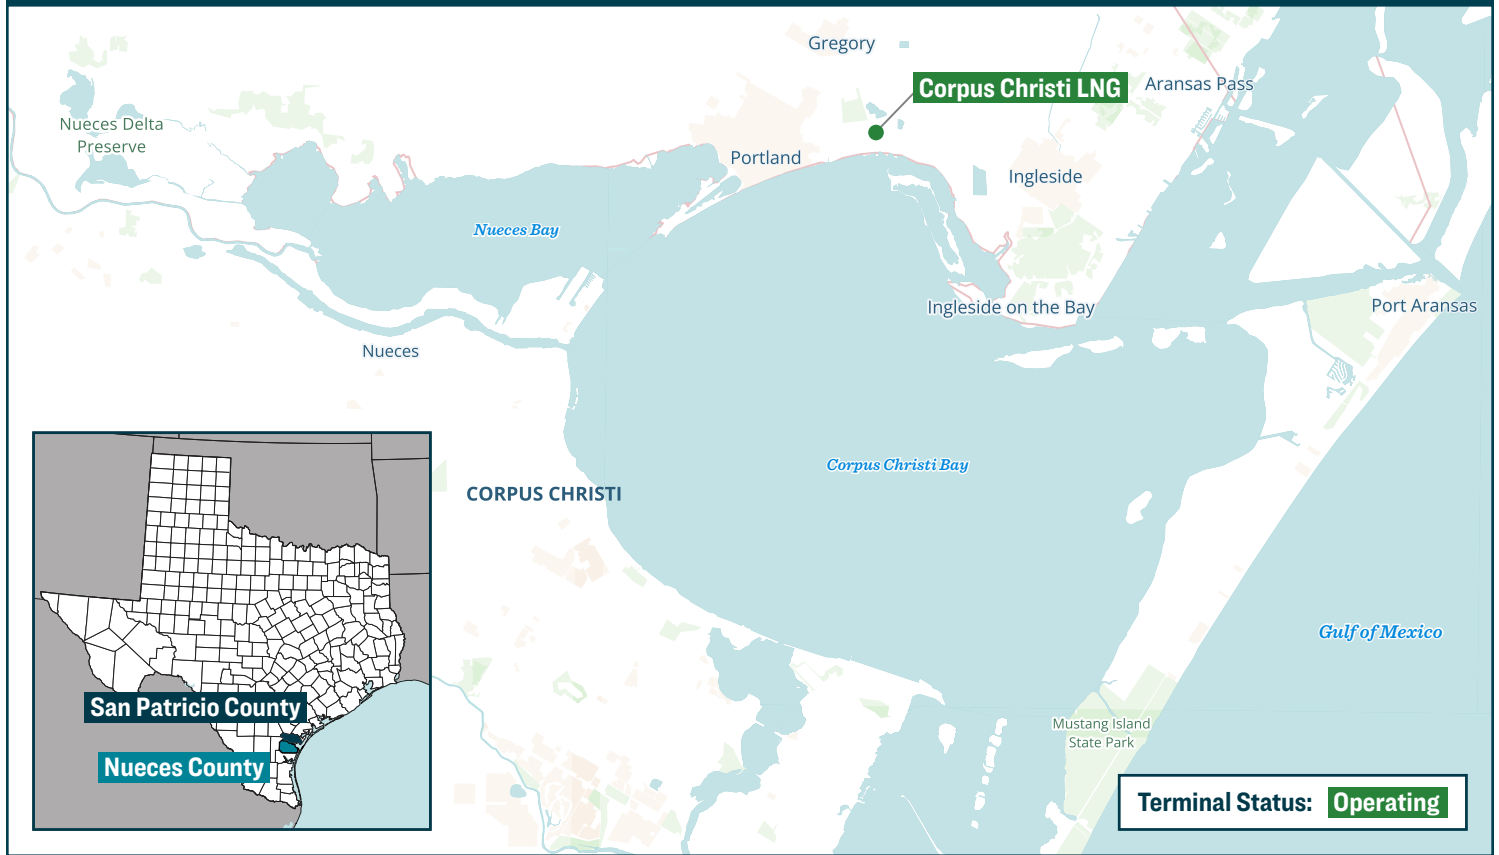 Gregory
Corpus Christi LNG
Aransas Pass
Nueces Delta
Preserve
Portland
Ingleside
Nueces Bay
Ingleside on the Bay
Port Aransas
Nueces
Corpus Christi Bay
CORPUS CHRISTI
Gulf of Mexico
San Patricio County
Nueces County
Mustang Island
State Park
Terminal Status: Operating